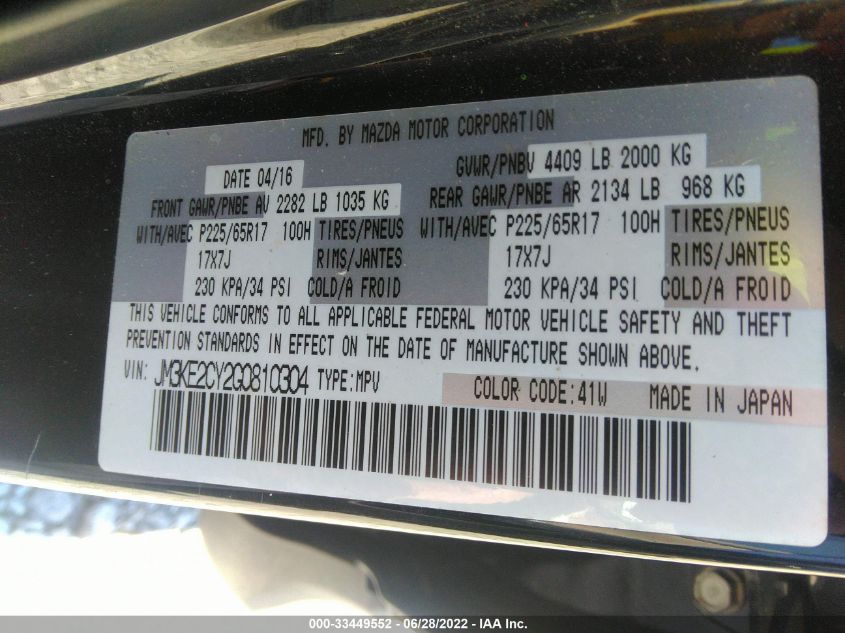 MFD. BY MAZDA MOTOR CORPORATION
DATE 04/16 GVWR/PNBV 4409 LB 2000 KG
FRONT GAWR/PNBE AV 2282 LB 1035 KG REAR GAWR/PNBE AR 2134 LB 968 KG
WITH/AVEC P225/65R17 100H TIRES/PNEUS WITH/AVEC P225/65R17 100H TIRES/PNEUS
17X7J RIMS/JANTES 17X7J RIMS/JANTES
230 KPA/34 PSI COLD/A FROID 230 KPA/34 PSI COLD/A FROID
THIS VEHICLE CONFORMS TO ALL APPLICABLE FEDERAL MOTOR VEHICLE SAFETY AND THEFT
PREVENTION STANDARDS IN EFFECT ON THE DATE OF MANUFACTURE SHOWN ABOVE.
VIN: JM3KE2CY2G0810304 TYPE:MPV COLOR CODE:41W MADE IN JAPAN
000-33449552 - 06/28/2022 - IAA Inc.